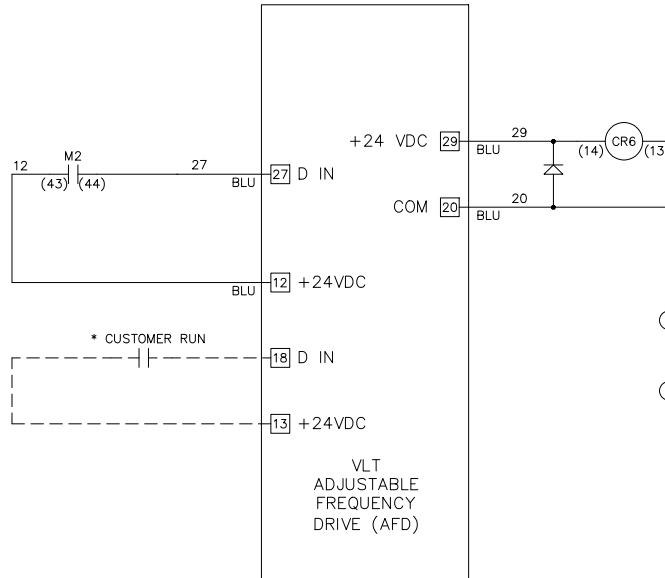 +24 VDC 29 BLU 29 (14) CR6 (13
12 M2 (43) (44) 27 BLU 27 D IN
COM 20 BLU 20
BLU 12 +24VDC
* CUSTOMER RUN
18 D IN
13 +24VDC
VLT
ADJUSTABLE
FREQUENCY
DRIVE (AFD)